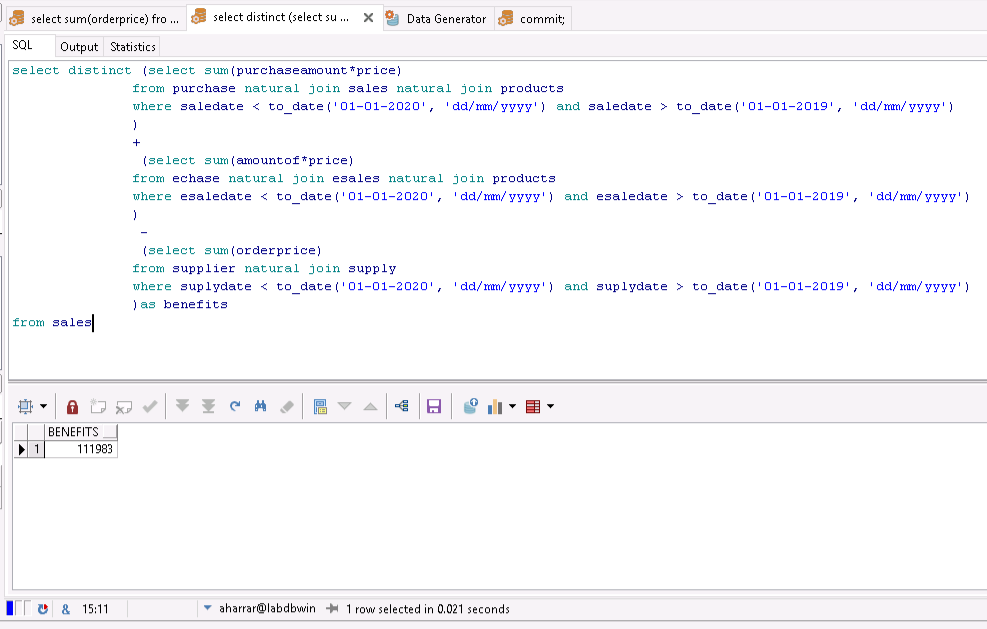 select sum(orderprice) fro ... select distinct (select su ... Data Generator commit;
SQL Output Statistics
select distinct (select sum(purchaseamount*price)
from purchase natural join sales natural join products
where saledate < to_date('01-01-2020', 'dd/mm/yyyy') and saledate > to_date('01-01-2019', 'dd/mm/yyyy')
)
+
(select sum(amountof*price)
from echase natural join esales natural join products
where esaledate < to_date('01-01-2020', 'dd/mm/yyyy') and esaledate > to_date('01-01-2019', 'dd/mm/yyyy')
)
-
(select sum(orderprice)
from supplier natural join supply
where suplydate < to_date('01-01-2020', 'dd/mm/yyyy') and suplydate > to_date('01-01-2019', 'dd/mm/yyyy')
)as benefits
from sales
BENEFITS
1 111983
& 15:11 aharrar@labdbwin 1 row selected in 0.021 seconds